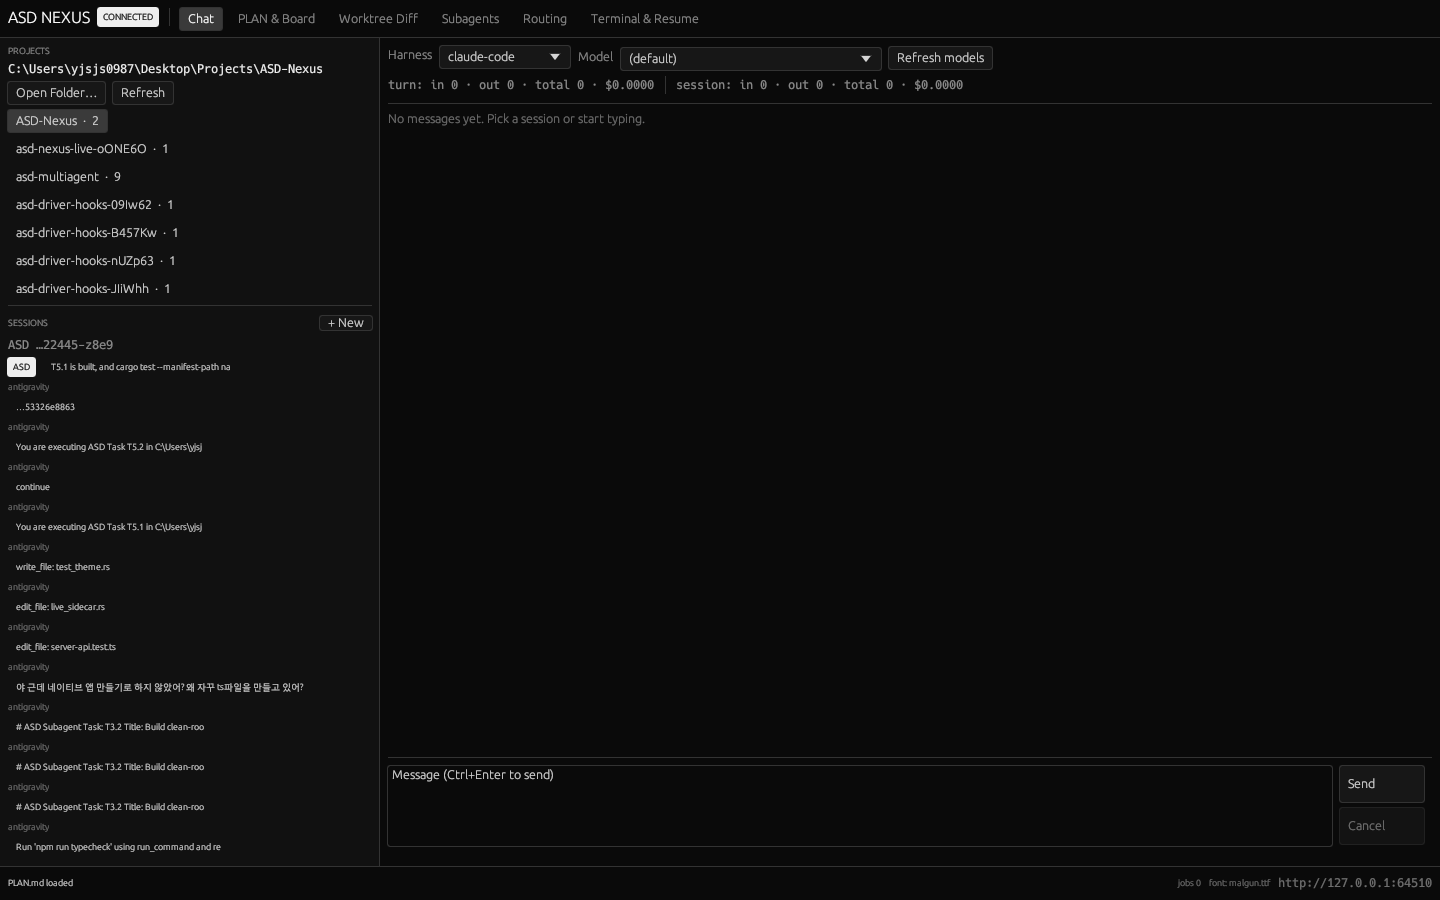 ASD NEXUS CONNECTED Chat PLAN & Board Worktree Diff Subagents Routing Terminal & Resume
PROJECTS
C:\Users\yjsjs0987\Desktop\Projects\ASD-Nexus
Open Folder... Refresh
ASD-Nexus · 2
asd-nexus-live-oONE6O · 1
asd-multiagent · 9
asd-driver-hooks-09Iw62 · 1
asd-driver-hooks-B457Kw · 1
asd-driver-hooks-nUZp63 · 1
asd-driver-hooks-JIiWhh · 1
SESSIONS + New
ASD …22445-z8e9
ASD T5.1 is built, and cargo test --manifest-path na
antigravity
…53326e8863
antigravity
You are executing ASD Task T5.2 in C:\Users\yjsj
antigravity
continue
antigravity
You are executing ASD Task T5.1 in C:\Users\yjsj
antigravity
write_file: test_theme.rs
antigravity
edit_file: live_sidecar.rs
antigravity
edit_file: server-api.test.ts
antigravity
야 근데 네이티브 앱 만들기로 하지 않았어? 왜 자꾸 ts파일을 만들고 있어?
antigravity
# ASD Subagent Task: T3.2 Title: Build clean-roo
antigravity
# ASD Subagent Task: T3.2 Title: Build clean-roo
antigravity
# ASD Subagent Task: T3.2 Title: Build clean-roo
antigravity
Run 'npm run typecheck' using run_command and re
Harness claude-code Model (default) Refresh models
turn: in 0 · out 0 · total 0 · $0.0000 session: in 0 · out 0 · total 0 · $0.0000
No messages yet. Pick a session or start typing.
Message (Ctrl+Enter to send)
Send
Cancel
PLAN.md loaded jobs 0 font: malgun.ttf http://127.0.0.1:64510